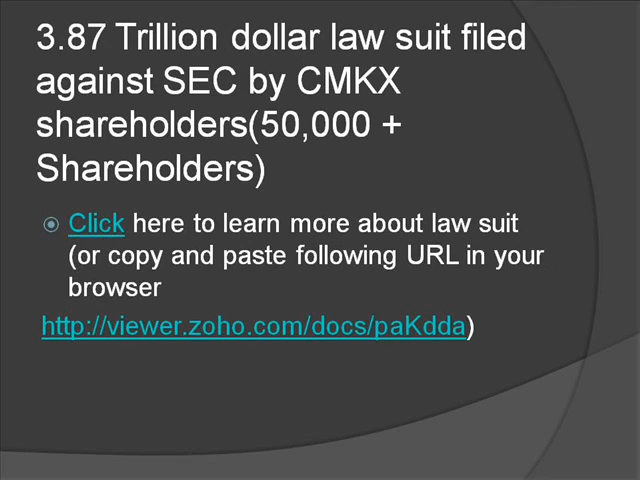 3.87 Trillion dollar law suit filed
against SEC by CMKX
shareholders(50,000 +
Shareholders)
Click here to learn more about law suit
(or copy and paste following URL in your
browser
http://viewer.zoho.com/docs/paKdda)